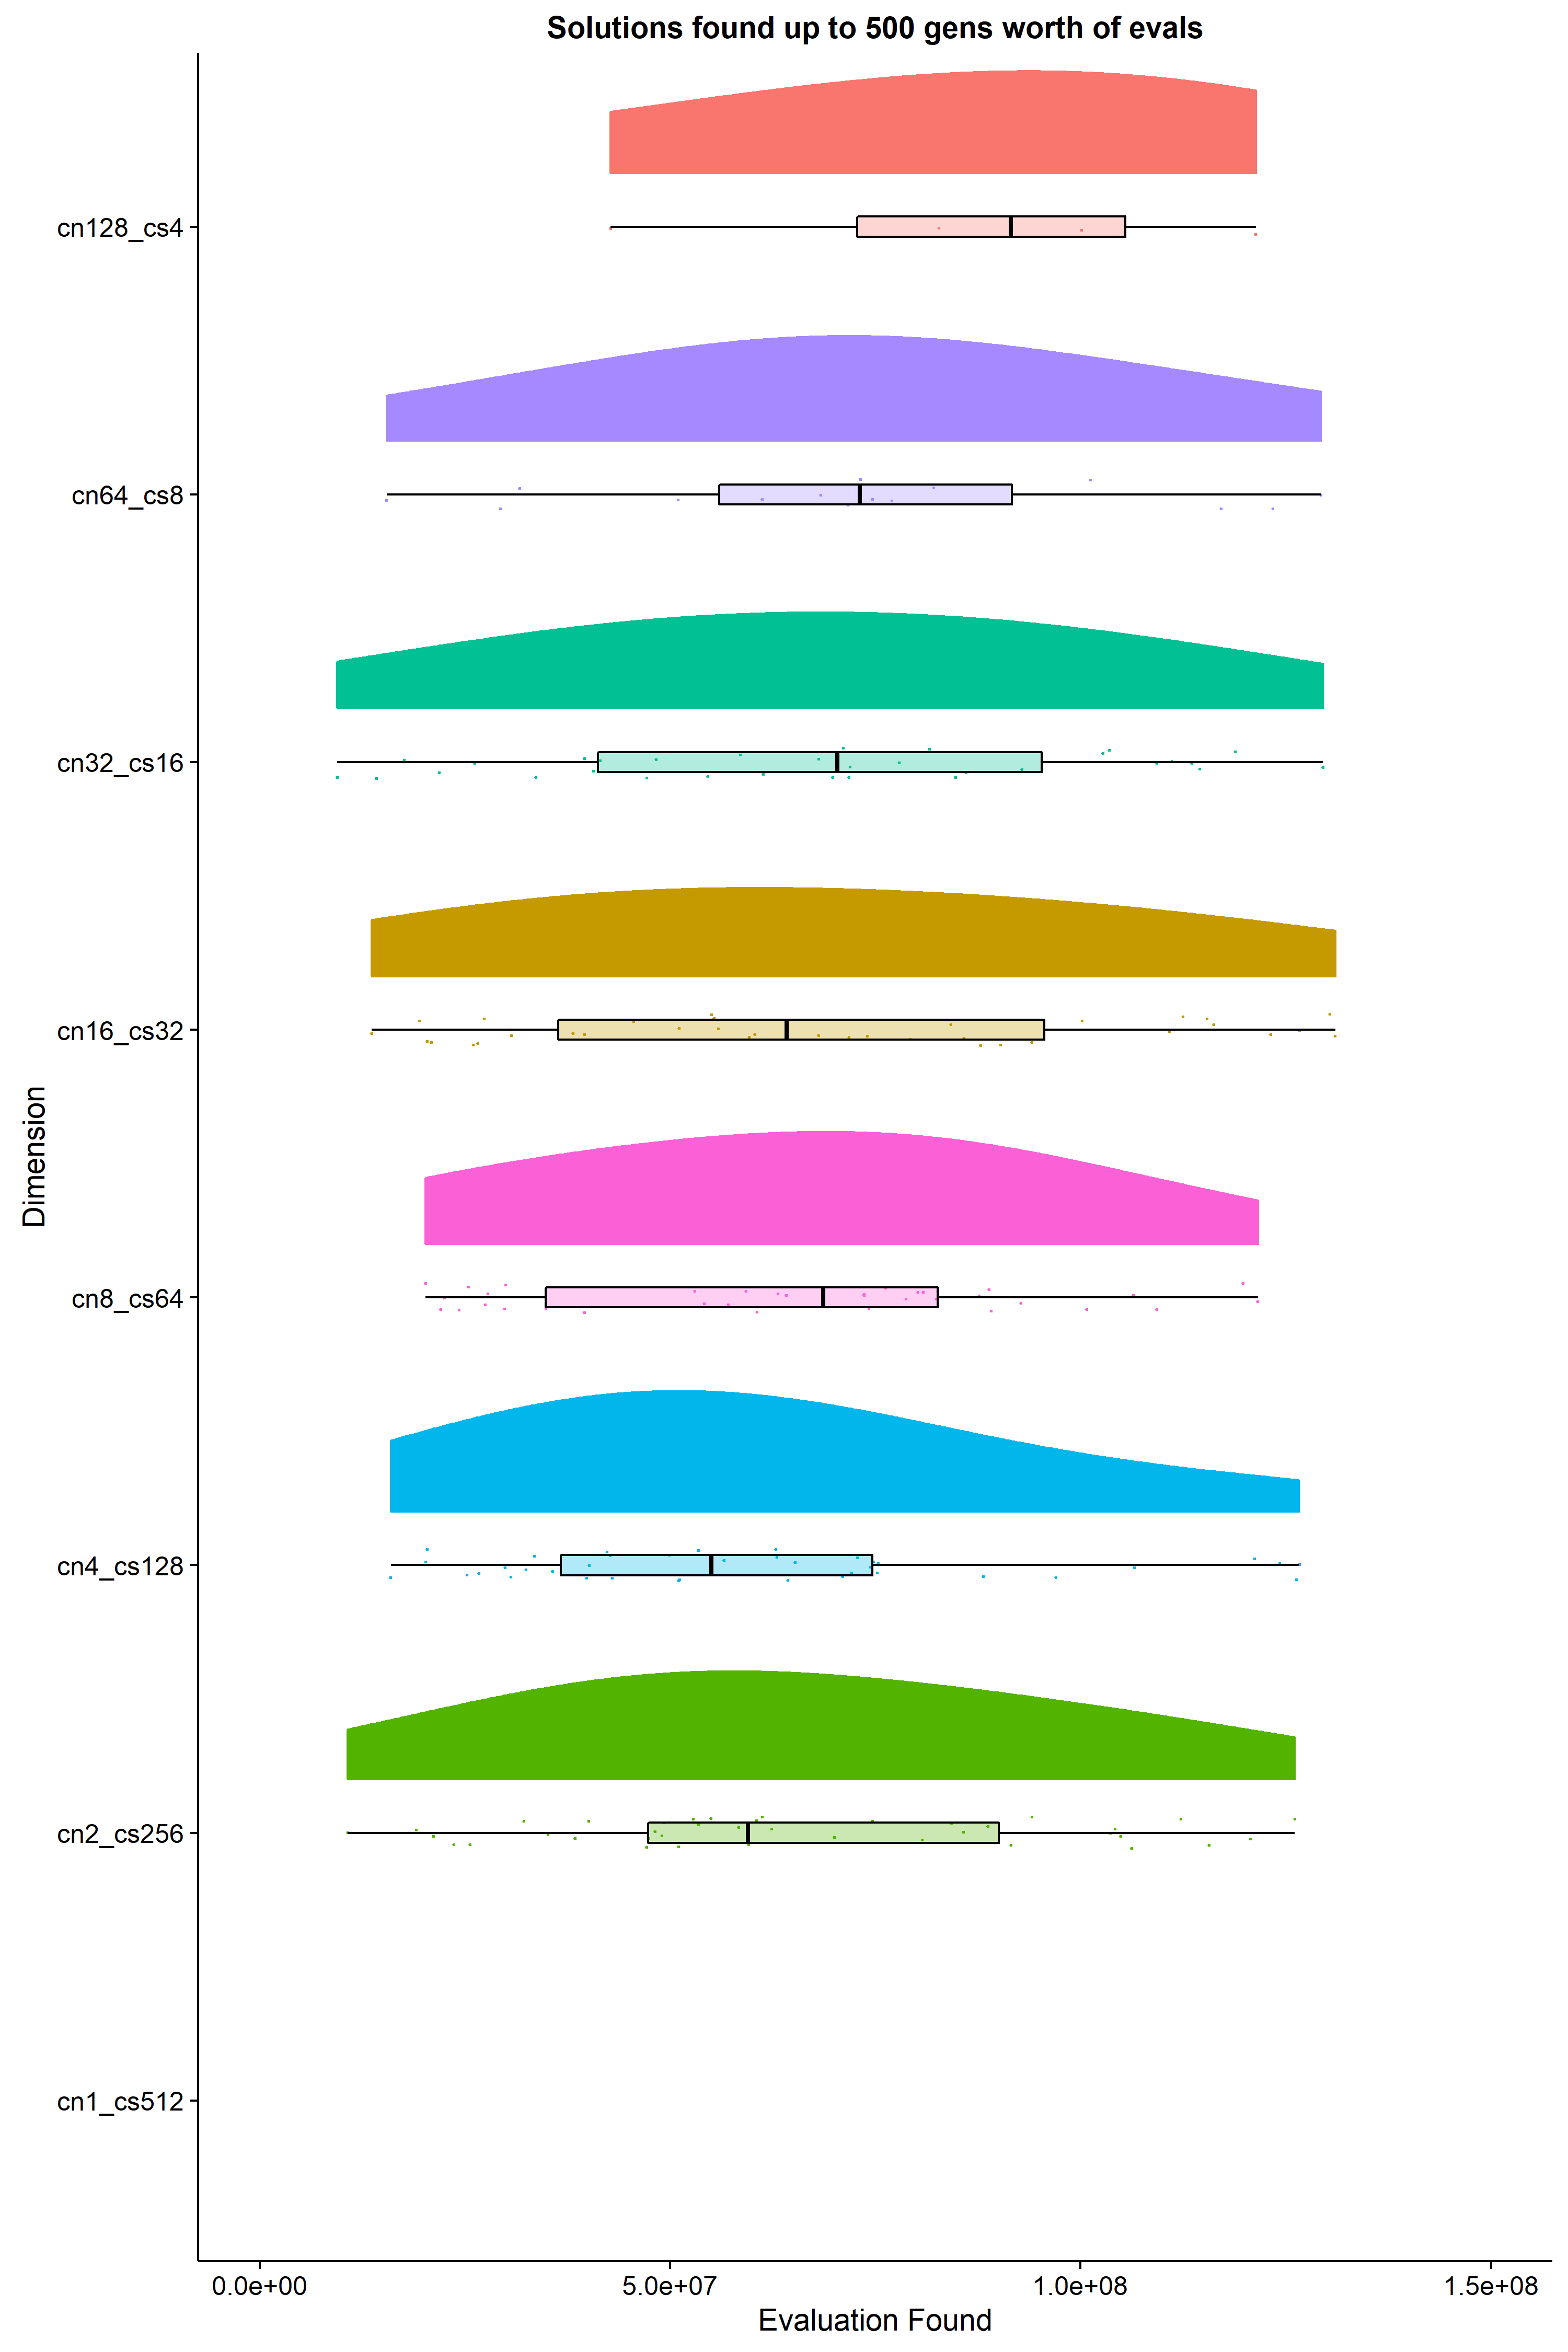 Solutions found up to 500 gens worth of evals
cn128_cs4
cn64_cs8
cn32_cs16
cn16_cs32
Dimension
cn8_cs64
cn4_cs128
cn2_cs256
cn1_cs512
0.0e+00 5.0e+07 1.0e+08 1.5e+08
Evaluation Found